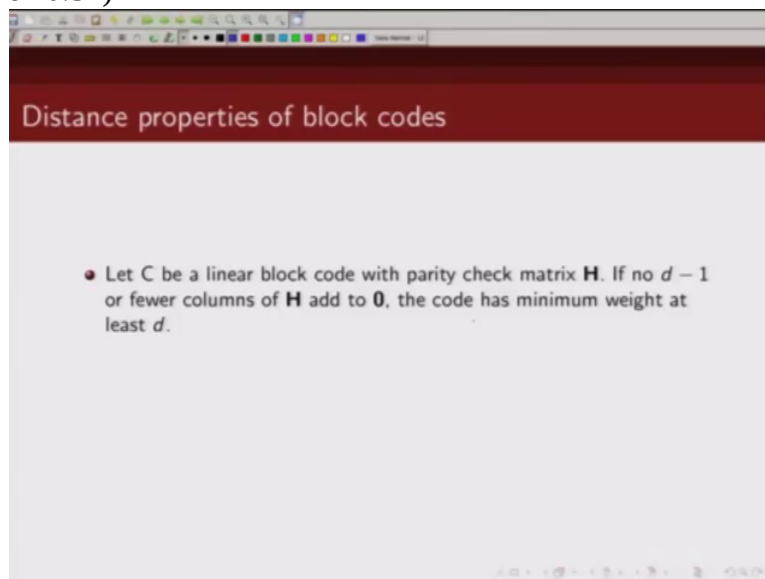 Distance properties of block codes
Let C be a linear block code with parity check matrix H. If no d − 1
or fewer columns of H add to 0, the code has minimum weight at
least d.